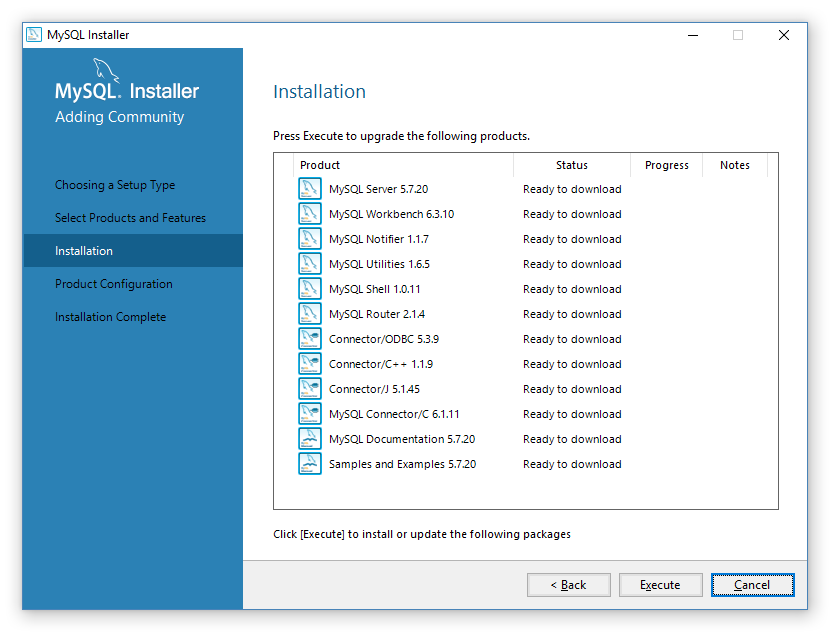 MySQL Installer
MySQL. Installer
Adding Community
Choosing a Setup Type
Select Products and Features
Installation
Product Configuration
Installation Complete
Installation
Press Execute to upgrade the following products.
Product Status Progress Notes
MySQL Server 5.7.20 Ready to download
MySQL Workbench 6.3.10 Ready to download
MySQL Notifier 1.1.7 Ready to download
MySQL Utilities 1.6.5 Ready to download
MySQL Shell 1.0.11 Ready to download
MySQL Router 2.1.4 Ready to download
Connector/ODBC 5.3.9 Ready to download
Connector/C++ 1.1.9 Ready to download
Connector/J 5.1.45 Ready to download
MySQL Connector/C 6.1.11 Ready to download
MySQL Documentation 5.7.20 Ready to download
Samples and Examples 5.7.20 Ready to download
Click [Execute] to install or update the following packages
< Back Execute Cancel